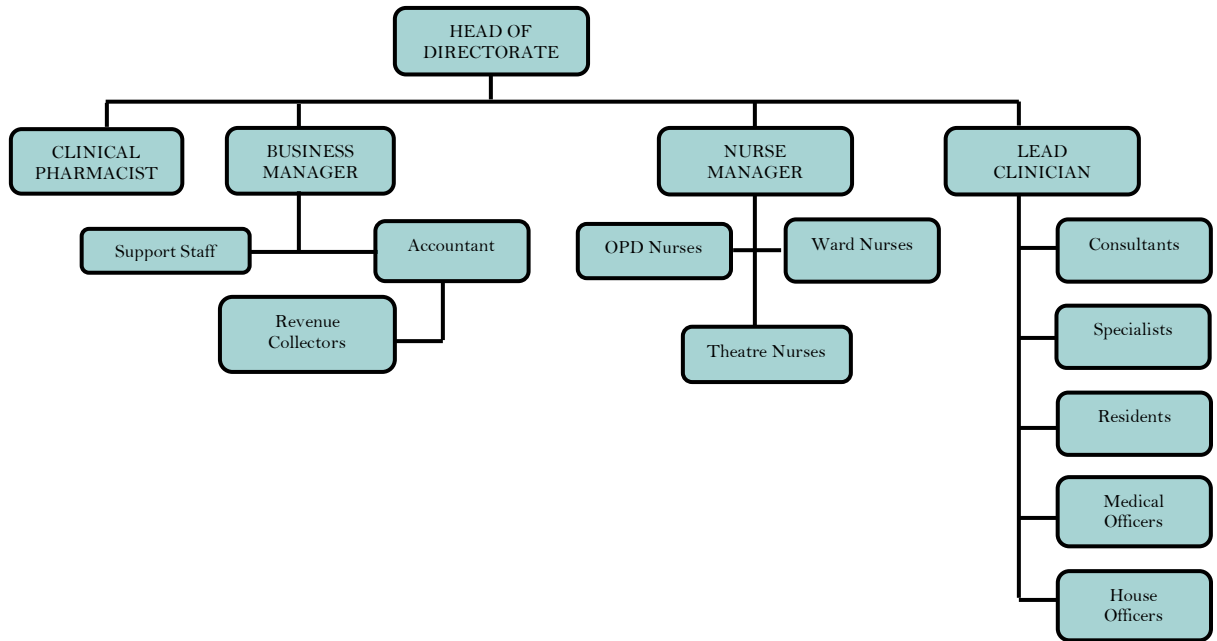 HEAD OF
DIRECTORATE
CLINICAL
PHARMACIST
BUSINESS
MANAGER
NURSE
MANAGER
LEAD
CLINICIAN
Support Staff
Accountant
OPD Nurses
Ward Nurses
Consultants
Revenue
Collectors
Theatre Nurses
Specialists
Residents
Medical
Officers
House
Officers